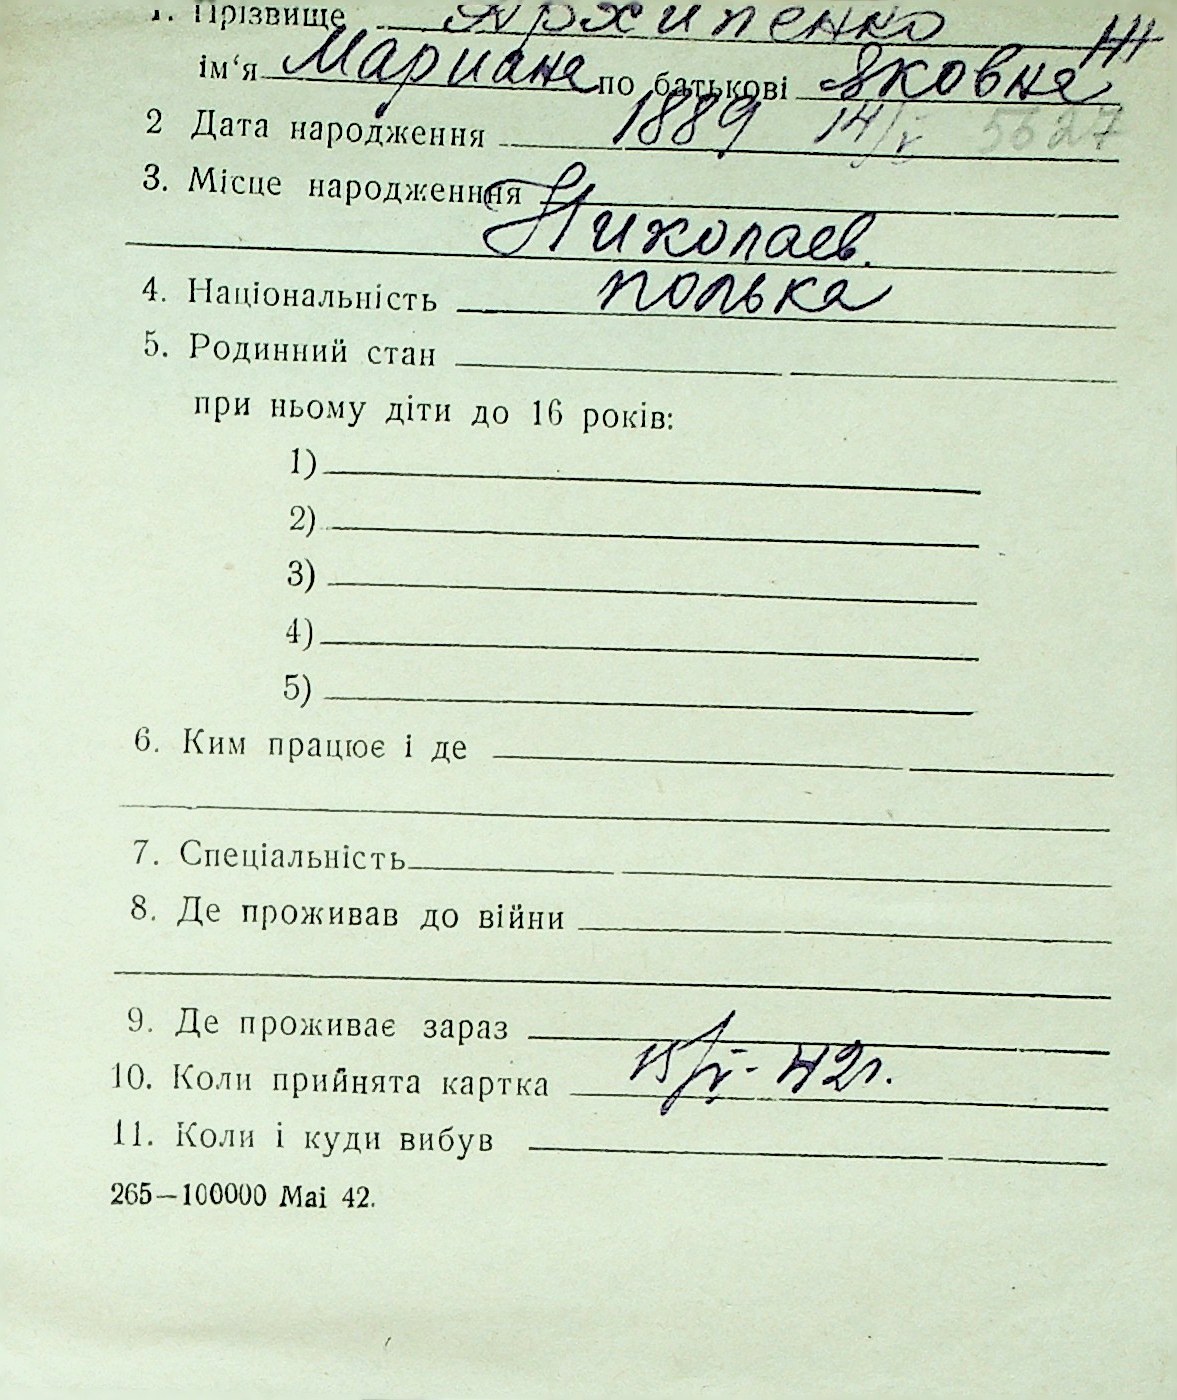 1. Прізвище Архипенко
ім'я Мариана по батькові Яковна
2 Дата народження 1889 14/V 5627
3. Місце народженння
Николаев.
4. Національність полька
5. Родинний стан
при ньому діти до 16 років:
1)
2)
3)
4)
5)
6. Ким працює і де
7. Спеціальність
8. Де проживав до війни
9. Де проживає зараз
10. Коли прийнята картка 15/V- 42г.
11. Коли і куди вибув
265—100000 Mai 42.